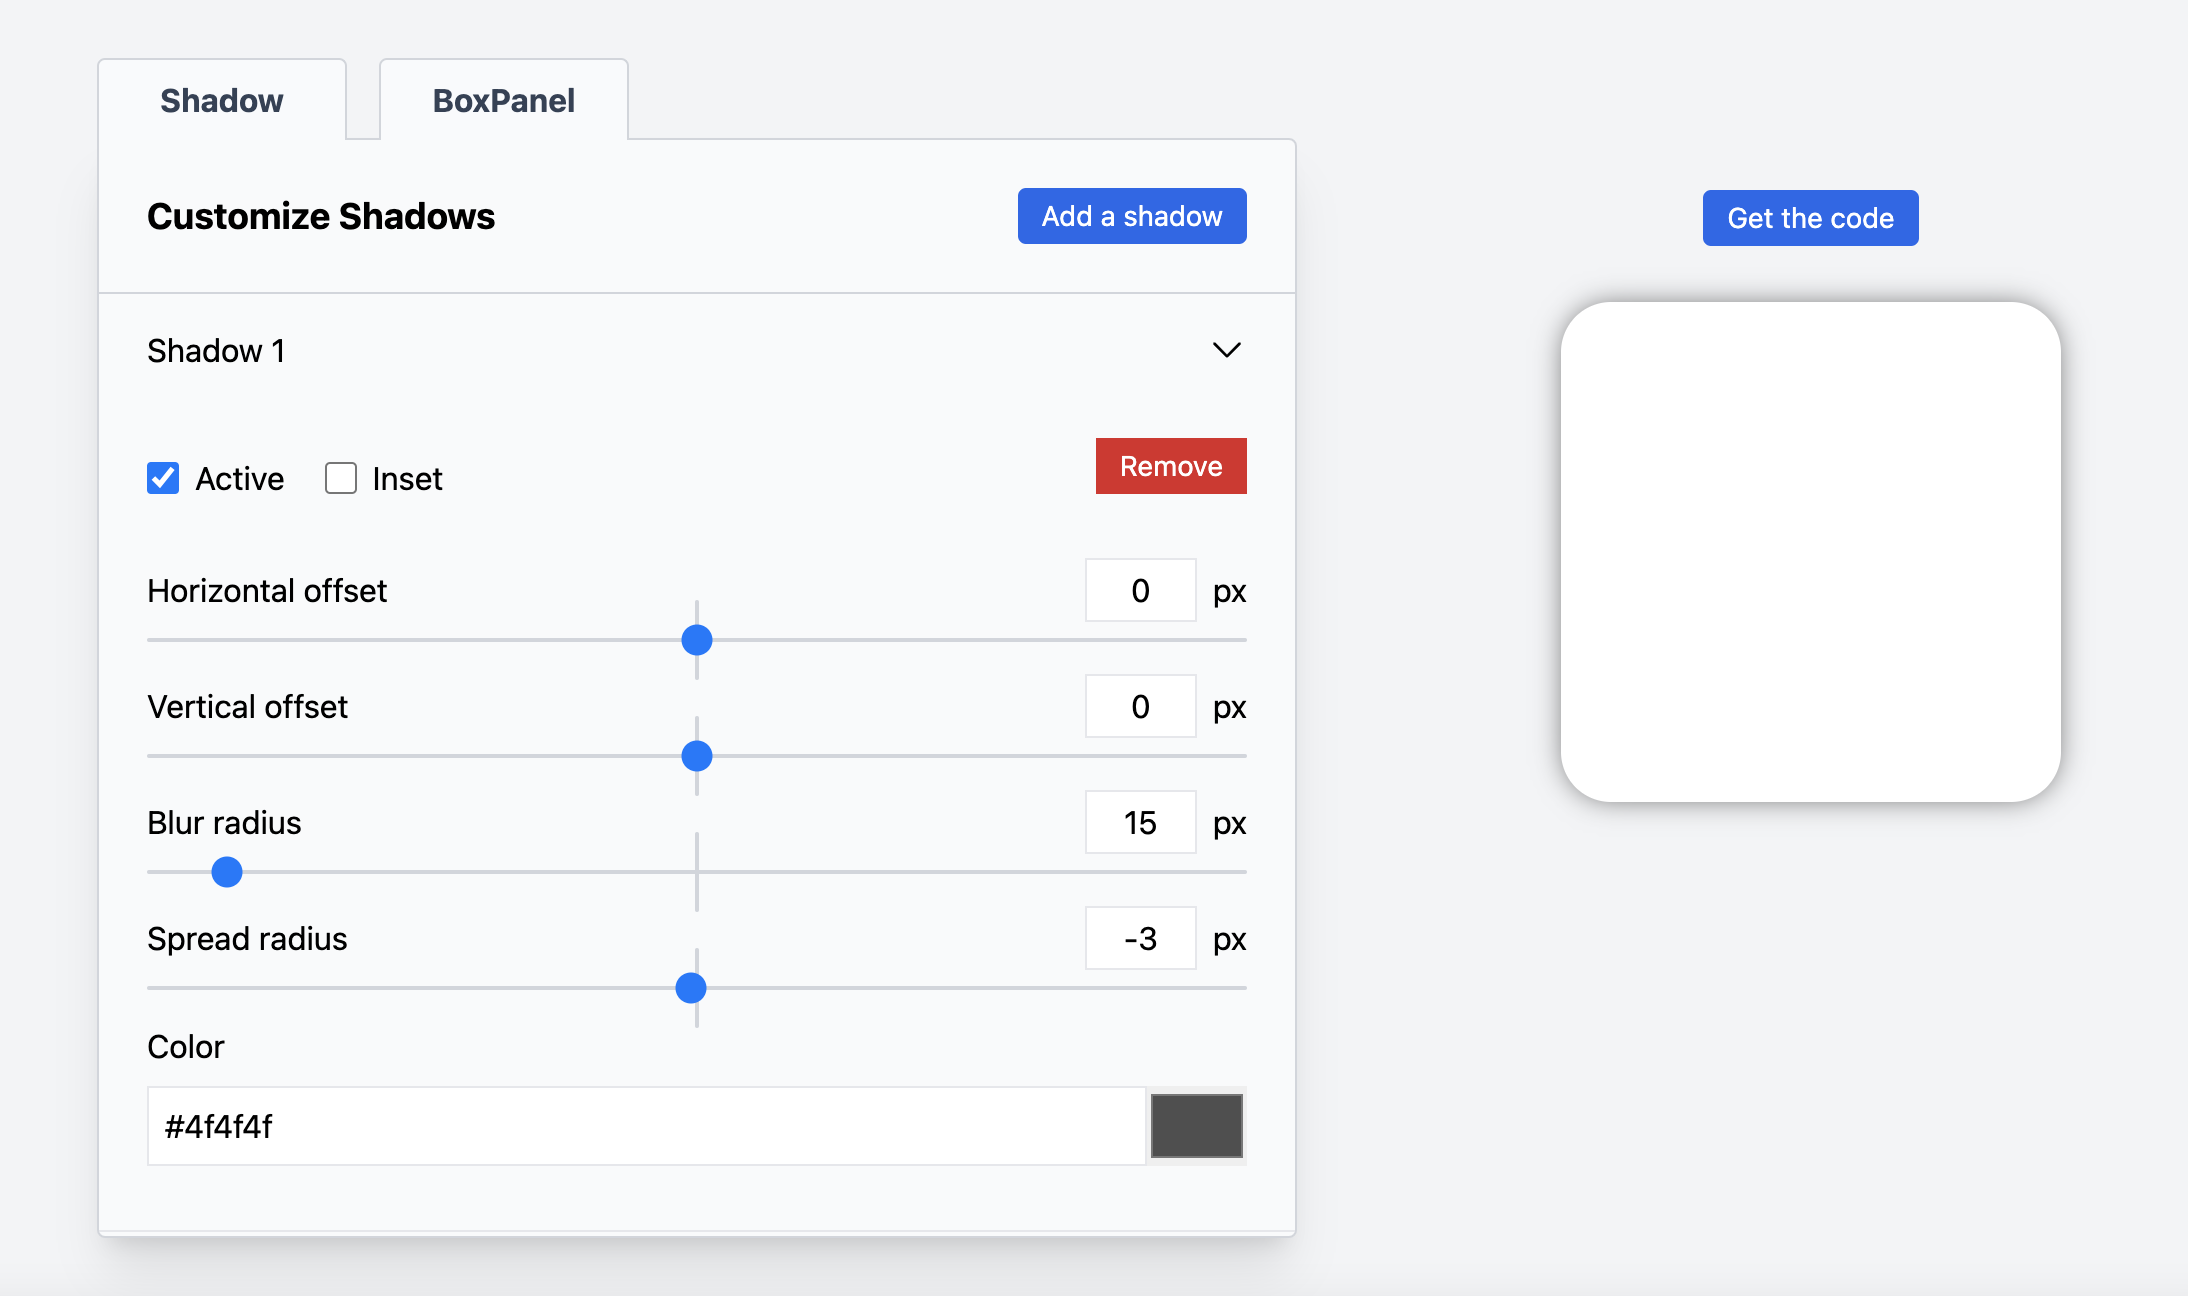 Shadow
BoxPanel
Customize Shadows
Add a shadow
Get the code
Shadow 1
Active
Inset
Remove
Horizontal offset
0 px
Vertical offset
0 px
Blur radius
15 px
Spread radius
-3 px
Color
#4f4f4f